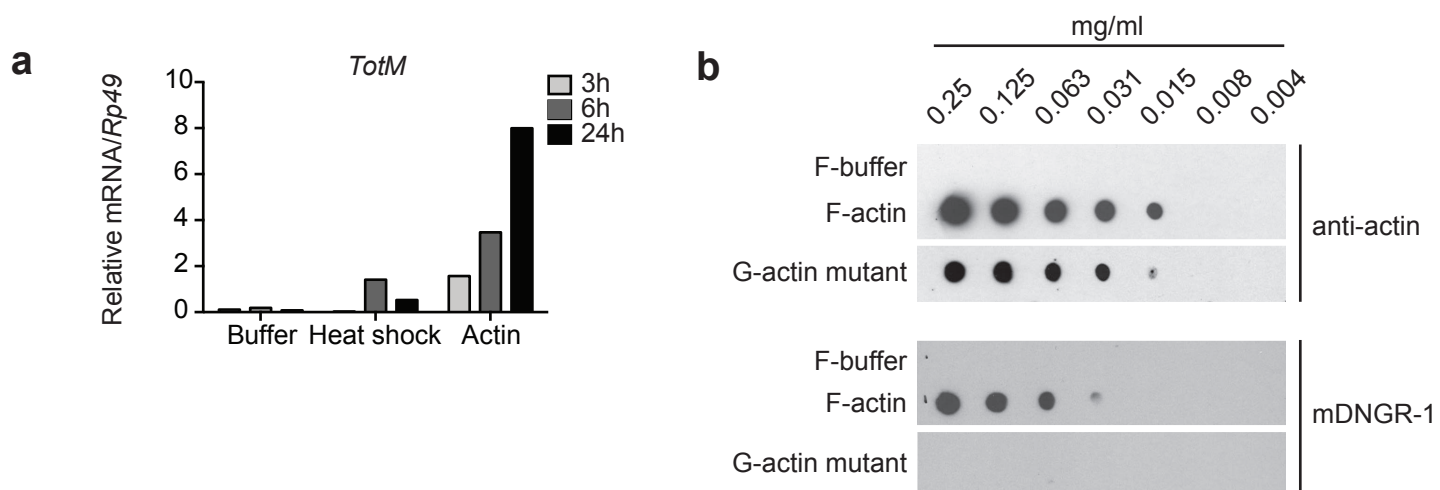 a
TotM
Relative mRNA/Rp49
10
8
6
4
2
0
3h
6h
24h
Buffer Heat shock Actin
b
mg/ml
0.25 0.125 0.063 0.031 0.015 0.008 0.004
F-buffer
F-actin
G-actin mutant
anti-actin
F-buffer
F-actin
G-actin mutant
mDNGR-1